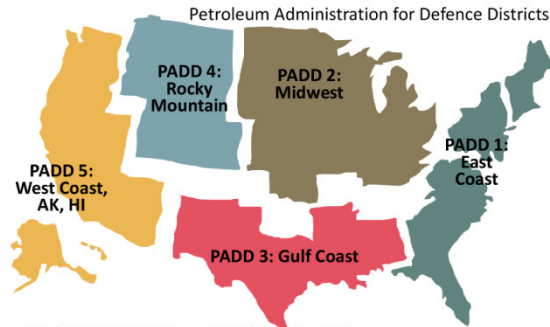 Petroleum Administration for Defence Districts
PADD 4:
Rocky
Mountain
PADD 2:
Midwest
PADD 1:
East
Coast
PADD 5:
West Coast,
AK, HI
PADD 3: Gulf Coast